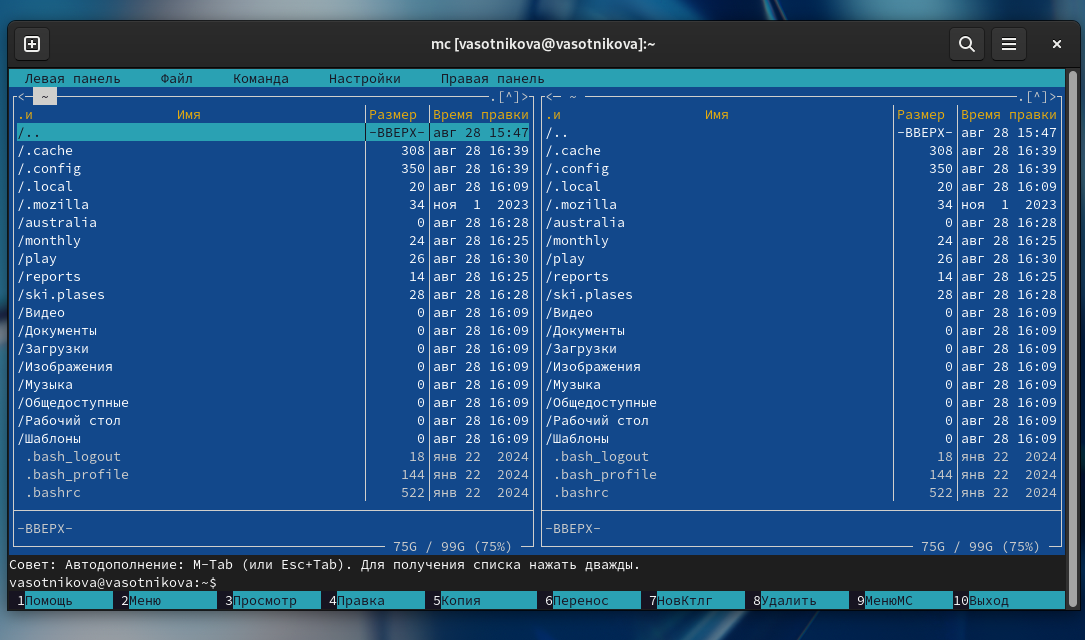 mc [vasotnikova@vasotnikova]:~
Левая панель Файл Команда Настройки Правая панель
<─ ~ .[^]> <─ ~ .[^]>
.и Имя Размер Время правки .и Имя Размер Время правки
/.. -ВВЕРХ- авг 28 15:47 /.. -ВВЕРХ- авг 28 15:47
/.cache 308 авг 28 16:39 /.cache 308 авг 28 16:39
/.config 350 авг 28 16:39 /.config 350 авг 28 16:39
/.local 20 авг 28 16:09 /.local 20 авг 28 16:09
/.mozilla 34 ноя 1 2023 /.mozilla 34 ноя 1 2023
/australia 0 авг 28 16:28 /australia 0 авг 28 16:28
/monthly 24 авг 28 16:25 /monthly 24 авг 28 16:25
/play 26 авг 28 16:30 /play 26 авг 28 16:30
/reports 14 авг 28 16:25 /reports 14 авг 28 16:25
/ski.plases 28 авг 28 16:28 /ski.plases 28 авг 28 16:28
/Видео 0 авг 28 16:09 /Видео 0 авг 28 16:09
/Документы 0 авг 28 16:09 /Документы 0 авг 28 16:09
/Загрузки 0 авг 28 16:09 /Загрузки 0 авг 28 16:09
/Изображения 0 авг 28 16:09 /Изображения 0 авг 28 16:09
/Музыка 0 авг 28 16:09 /Музыка 0 авг 28 16:09
/Общедоступные 0 авг 28 16:09 /Общедоступные 0 авг 28 16:09
/Рабочий стол 0 авг 28 16:09 /Рабочий стол 0 авг 28 16:09
/Шаблоны 0 авг 28 16:09 /Шаблоны 0 авг 28 16:09
.bash_logout 18 янв 22 2024 .bash_logout 18 янв 22 2024
.bash_profile 144 янв 22 2024 .bash_profile 144 янв 22 2024
.bashrc 522 янв 22 2024 .bashrc 522 янв 22 2024
-ВВЕРХ- -ВВЕРХ-
75G / 99G (75%) 75G / 99G (75%)
Совет: Автодополнение: M-Tab (или Esc+Tab). Для получения списка нажать дважды.
vasotnikova@vasotnikova:~$
1Помощь 2Меню 3Просмотр 4Правка 5Копия 6Перенос 7НовКтлг 8Удалить 9МенюМС 10Выход